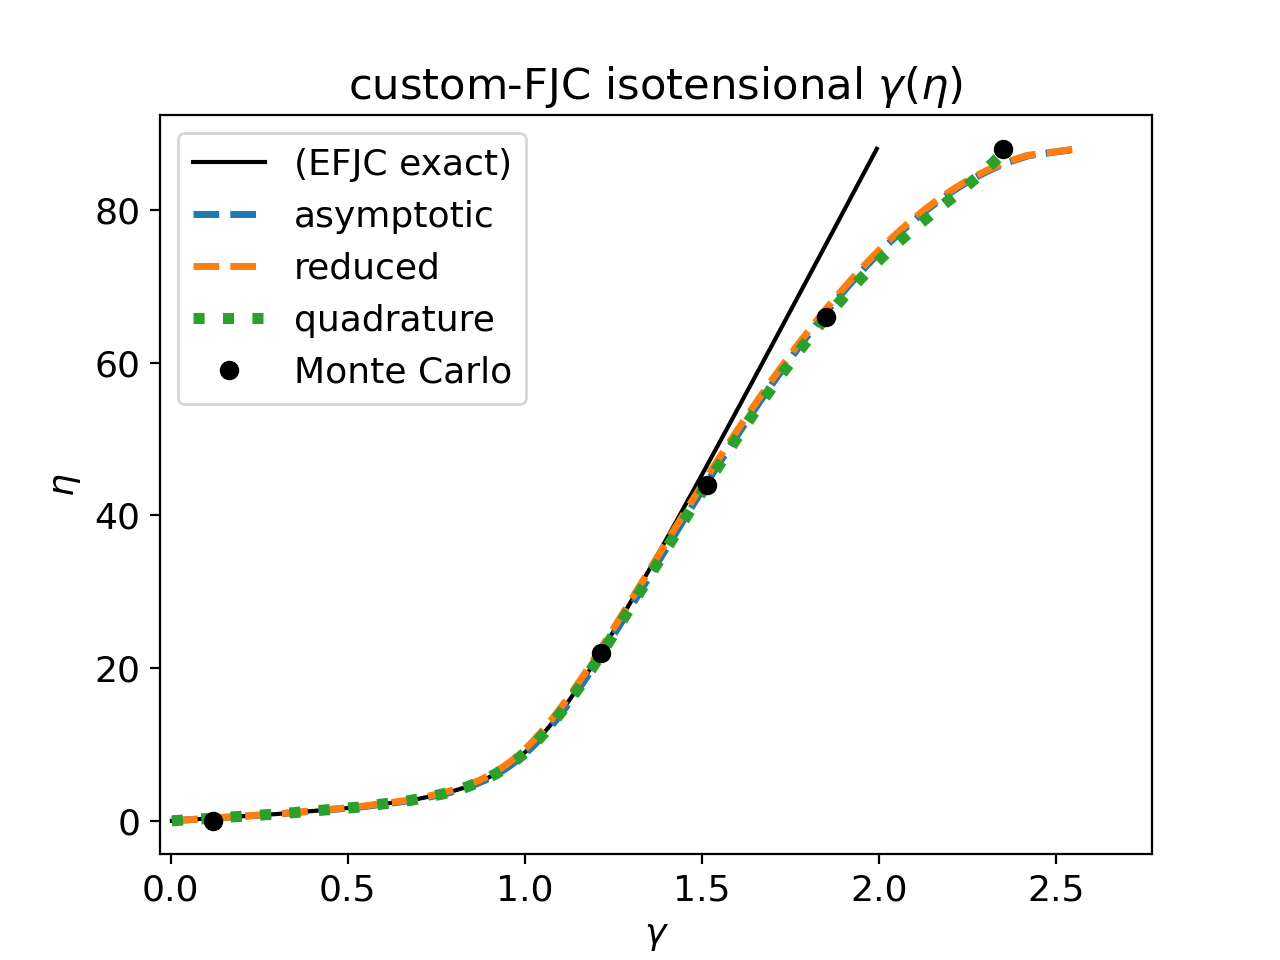 custom-FJC isotensional γ(η)
(EFJC exact)
asymptotic
reduced
quadrature
Monte Carlo
80
60
40
20
0
η
0.0 0.5 1.0 1.5 2.0 2.5
γ